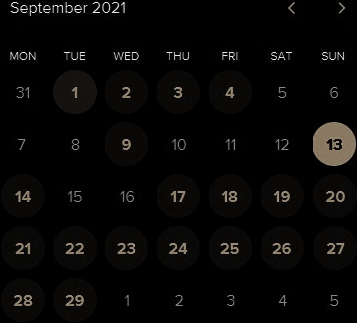 September 2021
MON TUE WED THU FRI SAT SUN
31 1 2 3 4 5 6
7 8 9 10 11 12 13
14 15 16 17 18 19 20
21 22 23 24 25 26 27
28 29 1 2 3 4 5